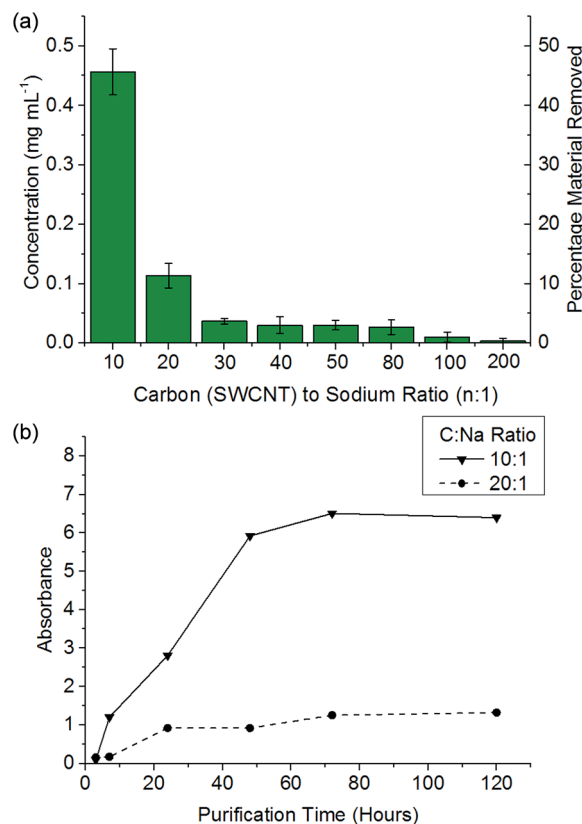 (a)
Concentration (mg mL⁻¹)
0.5
0.4
0.3
0.2
0.1
0.0
50
40
30
20
10
0
Percentage Material Removed
10 20 30 40 50 80 100 200
Carbon (SWCNT) to Sodium Ratio (n:1)
(b)
C:Na Ratio
10:1
20:1
Absorbance
8
7
6
5
4
3
2
1
0
0 20 40 60 80 100 120
Purification Time (Hours)